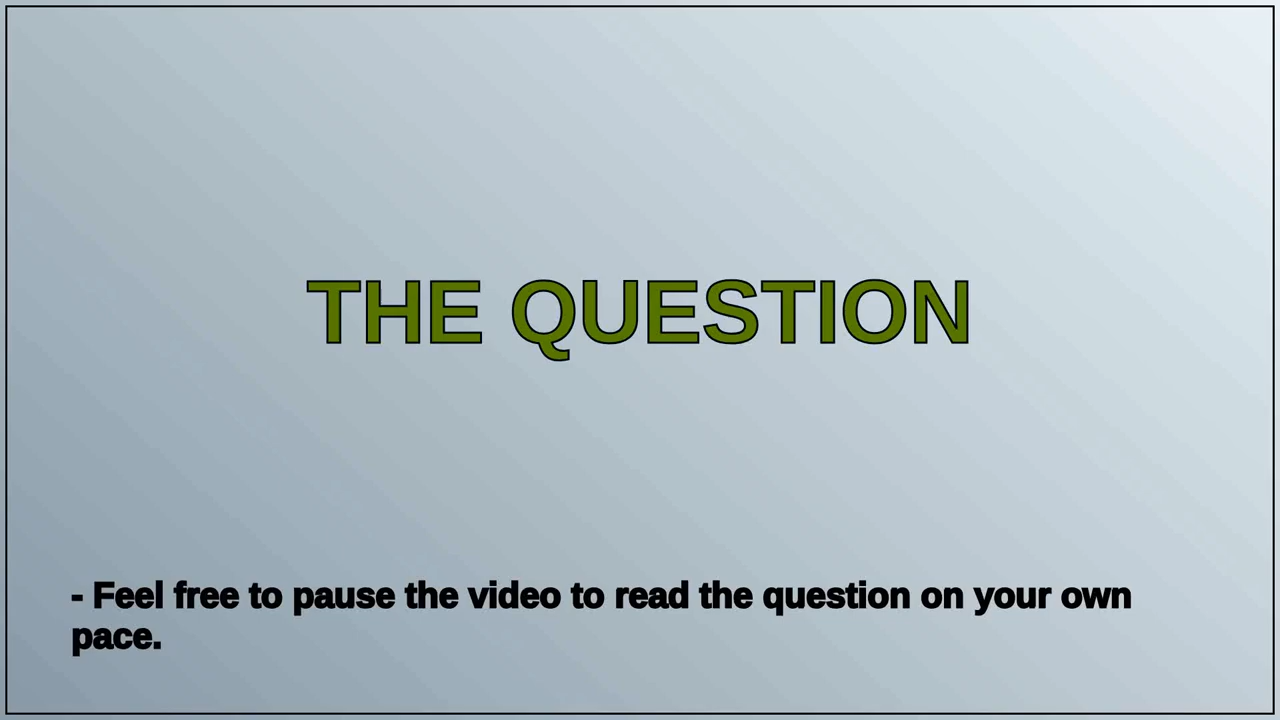 THE QUESTION
- Feel free to pause the video to read the question on your own
pace.